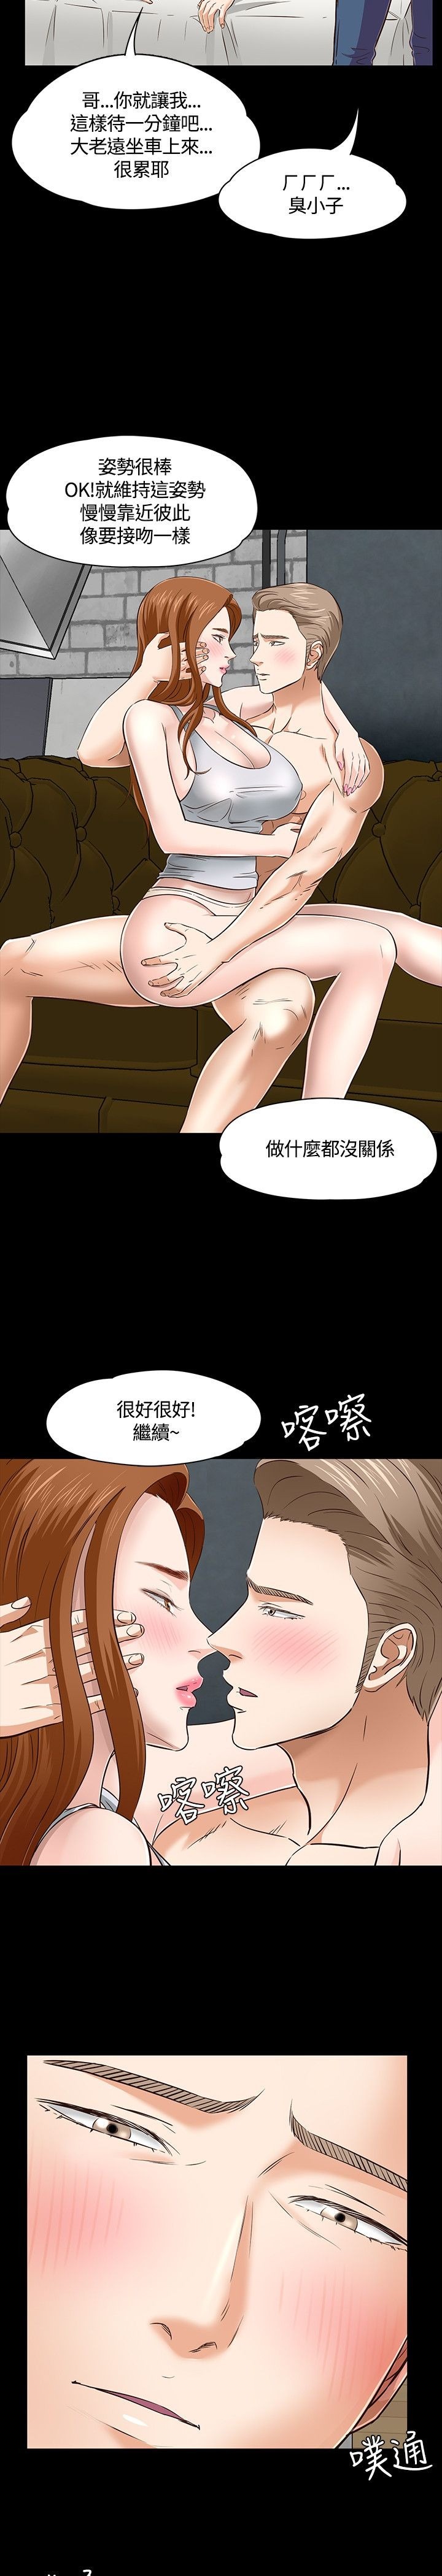 哥...你就讓我...
這樣待一分鐘吧...
大老遠坐車上來...
很累耶
ㄏㄏㄏ...
臭小子
姿勢很棒
OK!就維持這姿勢
慢慢靠近彼此
像要接吻一樣
做什麼都沒關係
很好很好!
繼續~
喀嚓
喀嚓
噗通